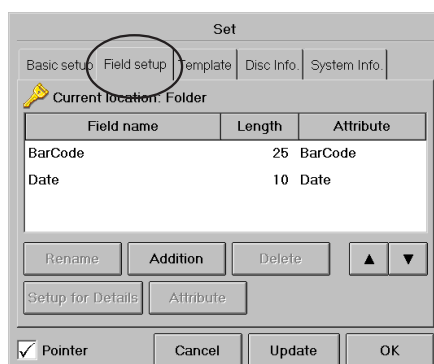 Set
Basic setup Field setup Template Disc Info. System Info.
Current location: Folder
Field name Length Attribute
BarCode 25 BarCode
Date 10 Date
Rename Addition Delete ▲ ▼
Setup for Details Attribute
Pointer Cancel Update OK